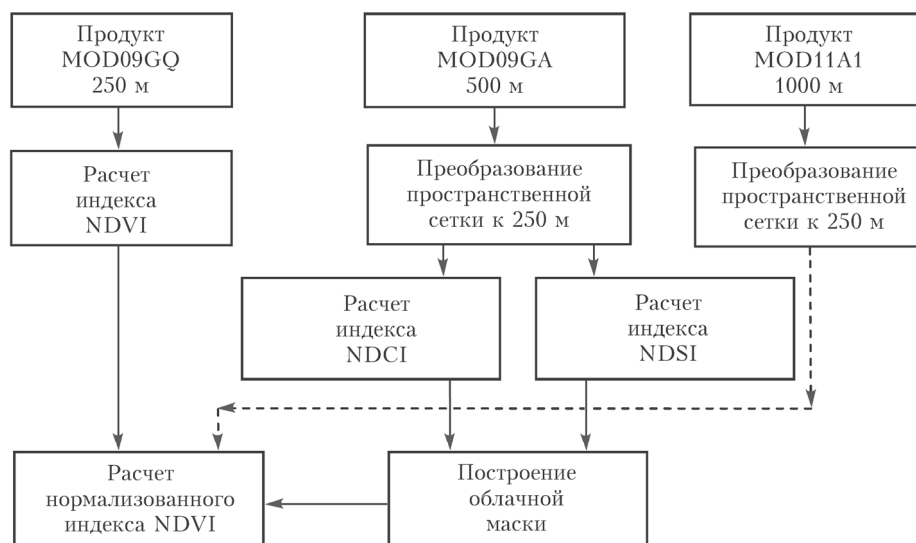 Продукт
MOD09GQ
250 м
Продукт
MOD09GA
500 м
Продукт
MOD11A1
1000 м
Расчет
индекса
NDVI
Преобразование
пространственной
сетки к 250 м
Преобразование
пространственной
сетки к 250 м
Расчет
индекса
NDCI
Расчет
индекса
NDSI
Расчет
нормализованного
индекса NDVI
Построение
облачной
маски